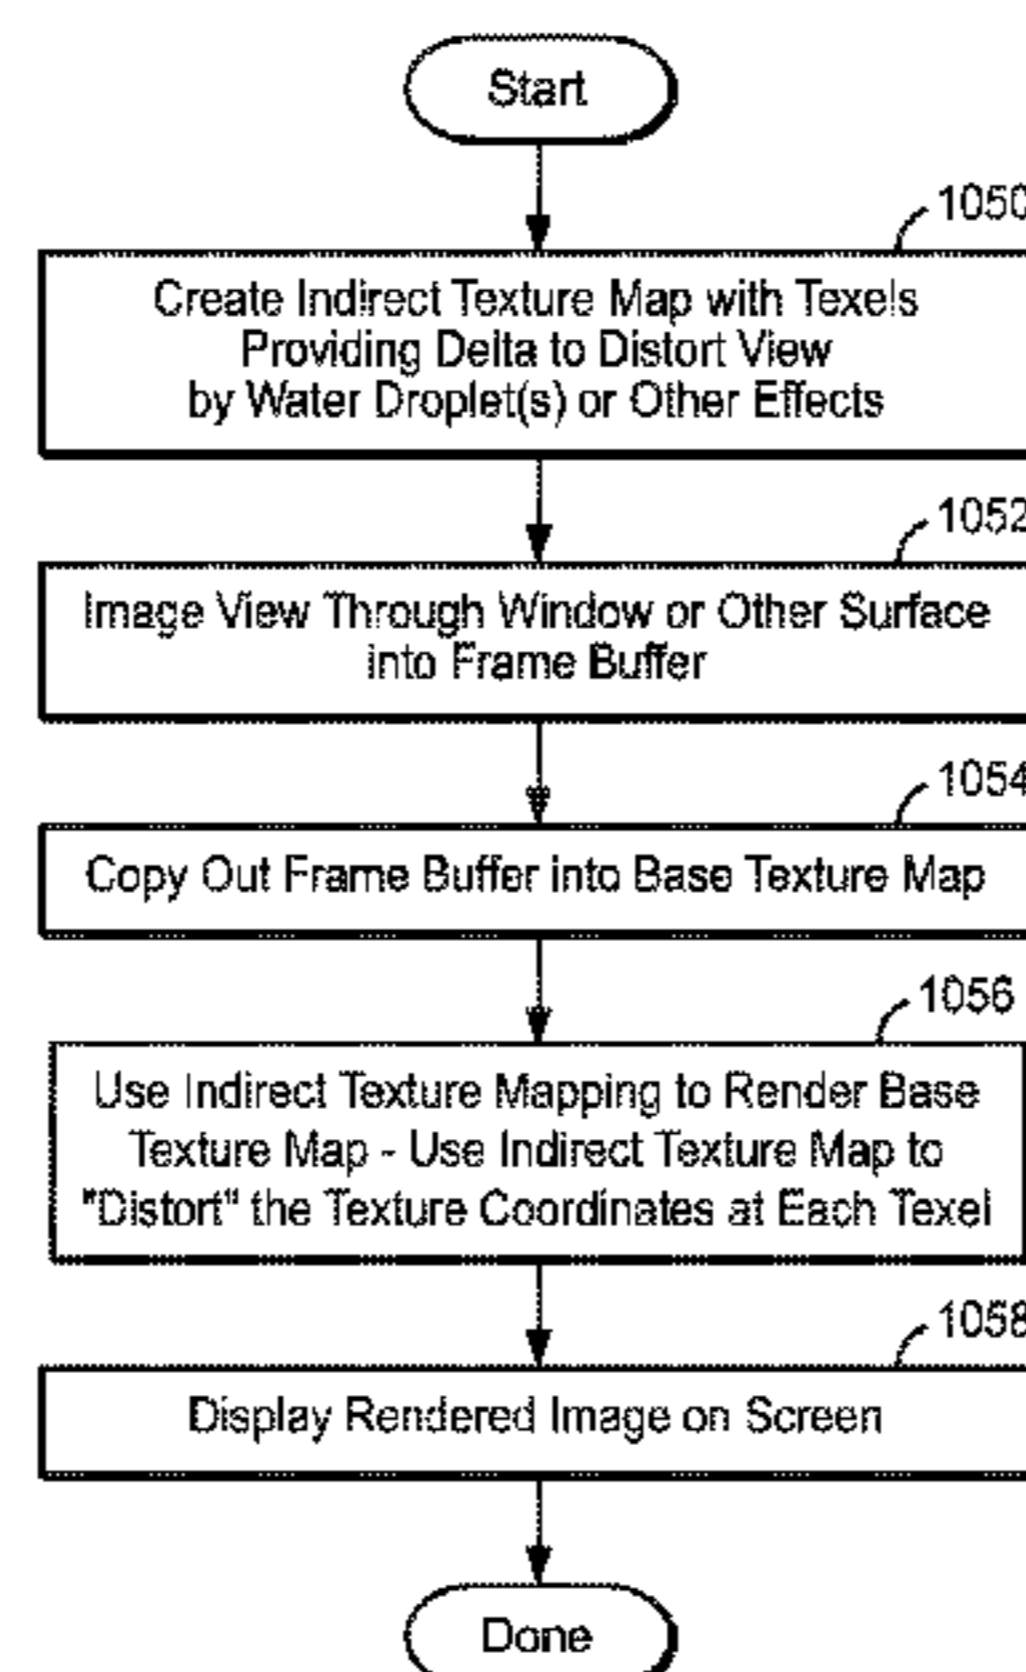 Start
1050
Create Indirect Texture Map with Texels
Providing Delta to Distort View
by Water Droplet(s) or Other Effects
1052
Image View Through Window or Other Surface
into Frame Buffer
1054
Copy Out Frame Buffer into Base Texture Map
1056
Use Indirect Texture Mapping to Render Base
Texture Map - Use Indirect Texture Map to
"Distort" the Texture Coordinates at Each Texel
1058
Display Rendered Image on Screen
Done